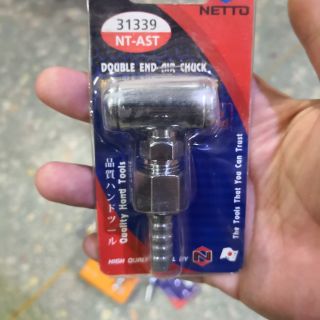 NETTO
31339
NT-AST
DOUBLE END AIR CHUCK
品質ハンドツール
Quality Hand Tools
The Tools That You Can Trust
HIGH QUALITY
BY
N